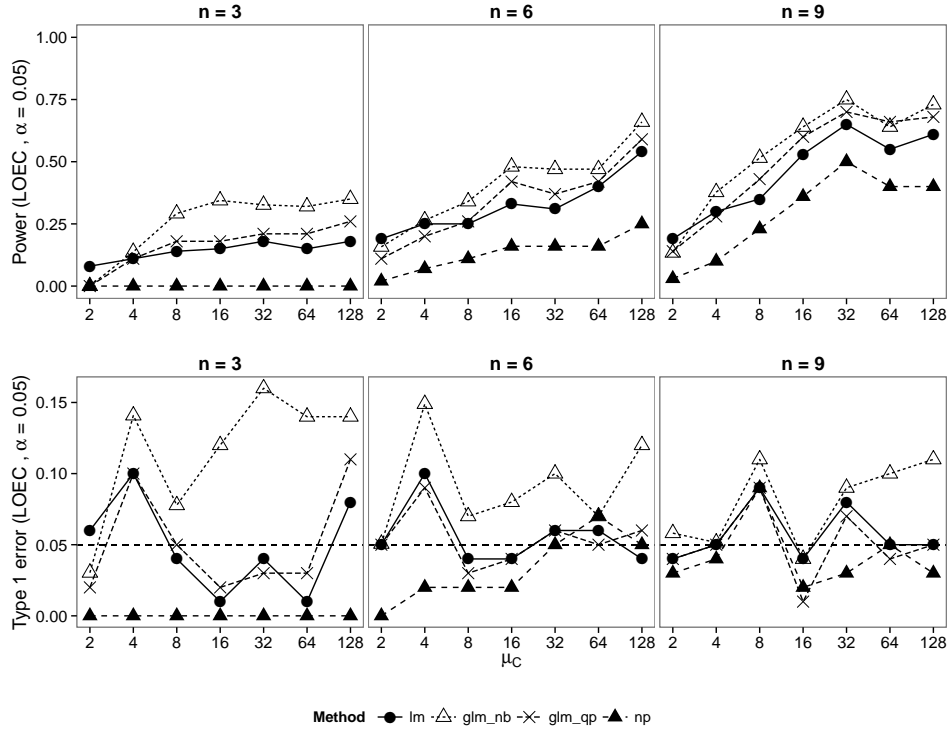 n = 3
n = 6
n = 9
Power (LOEC , α = 0.05)
1.00
0.75
0.50
0.25
0.00
2 4 8 16 32 64 128
2 4 8 16 32 64 128
2 4 8 16 32 64 128
n = 3
n = 6
n = 9
Type 1 error (LOEC , α = 0.05)
0.15
0.10
0.05
0.00
2 4 8 16 32 64 128
2 4 8 16 32 64 128
2 4 8 16 32 64 128
μC
Method lm glm_nb glm_qp np